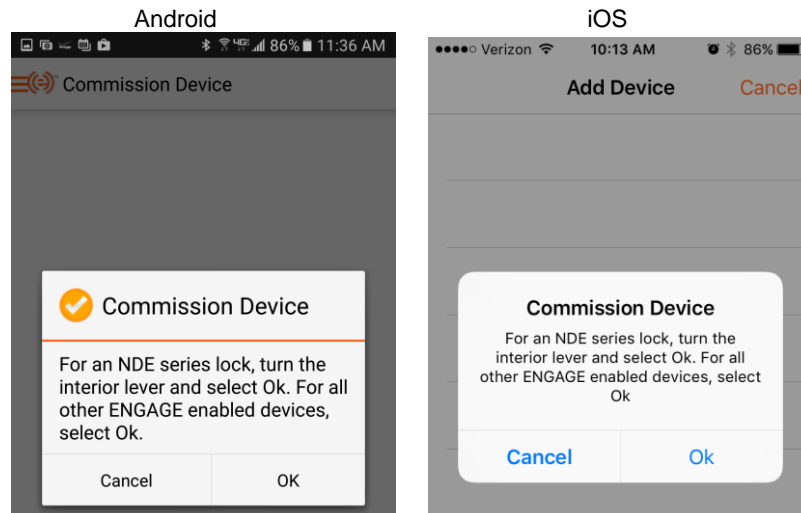 Android
86% 11:36 AM
Commission Device
Commission Device
For an NDE series lock, turn the
interior lever and select Ok. For all
other ENGAGE enabled devices,
select Ok.
Cancel OK
iOS
Verizon 10:13 AM 86%
Add Device Cancel
Commission Device
For an NDE series lock, turn the
interior lever and select Ok. For all
other ENGAGE enabled devices, select
Ok
Cancel Ok